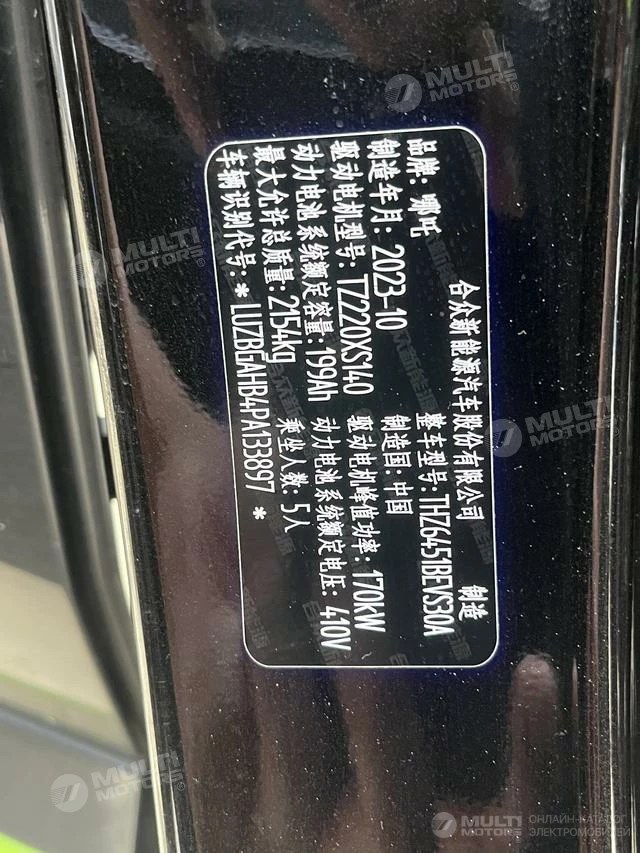 合众新能源汽车股份有限公司 制造
品牌: 哪吒 整车型号: THZ6451BEVS30A
制造年月: 2023-10 制造国: 中国
驱动电机型号: TZ220XS140 驱动电机峰值功率: 170kW
动力电池系统额定容量: 199Ah 动力电池系统额定电压: 410V
最大允许总质量: 2154kg 乘坐人数: 5人
车辆识别代号: * LUZBGAHB4PA133897 *
MULTI MOTORS®
MULTI MOTORS®
MULTI MOTORS®
MULTI MOTORS®
MULTI MOTORS®
ОНЛАЙН-КАТАЛОГ
ЭЛЕКТРОМОБИЛЕЙ